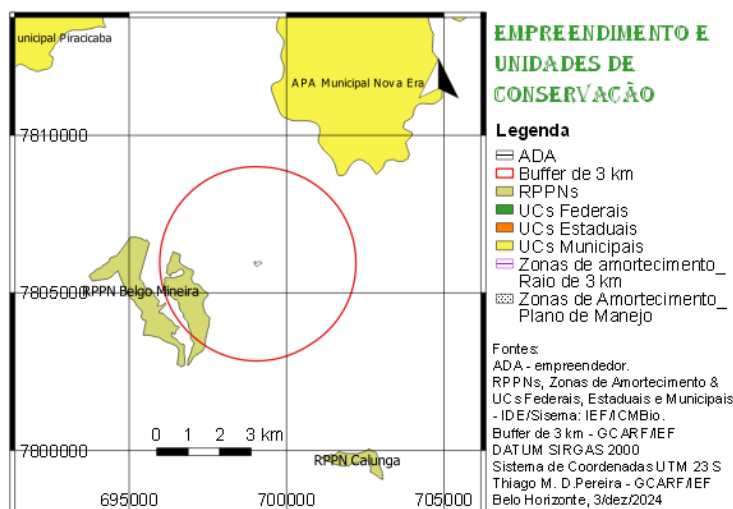 unicipal Piracicaba
APA Municipal Nova Era
7810000
7805000
RPPN Belgo Mineira
0 1 2 3 km
7800000
RPPN Calunga
695000 700000 705000
EMPREENDIMENTO E
UNIDADES DE
CONSERVAÇÃO
Legenda
ADA
Buffer de 3 km
RPPNs
UCs Federais
UCs Estaduais
UCs Municipais
Zonas de amortecimento_
Raio de 3 km
Zonas de Amortecimento_
Plano de Manejo
Fontes:
ADA - empreendedor.
RPPNs, Zonas de Amortecimento &
UCs Federais, Estaduais e Municipais
- IDE/Sisema: IEF/ICMBio.
Buffer de 3 km - GCARF/IEF
DATUM SIRGAS 2000
Sistema de Coordenadas UTM 23 S
Thiago M. D.Pereira - GCARF/IEF
Belo Horizonte, 3/dez/2024